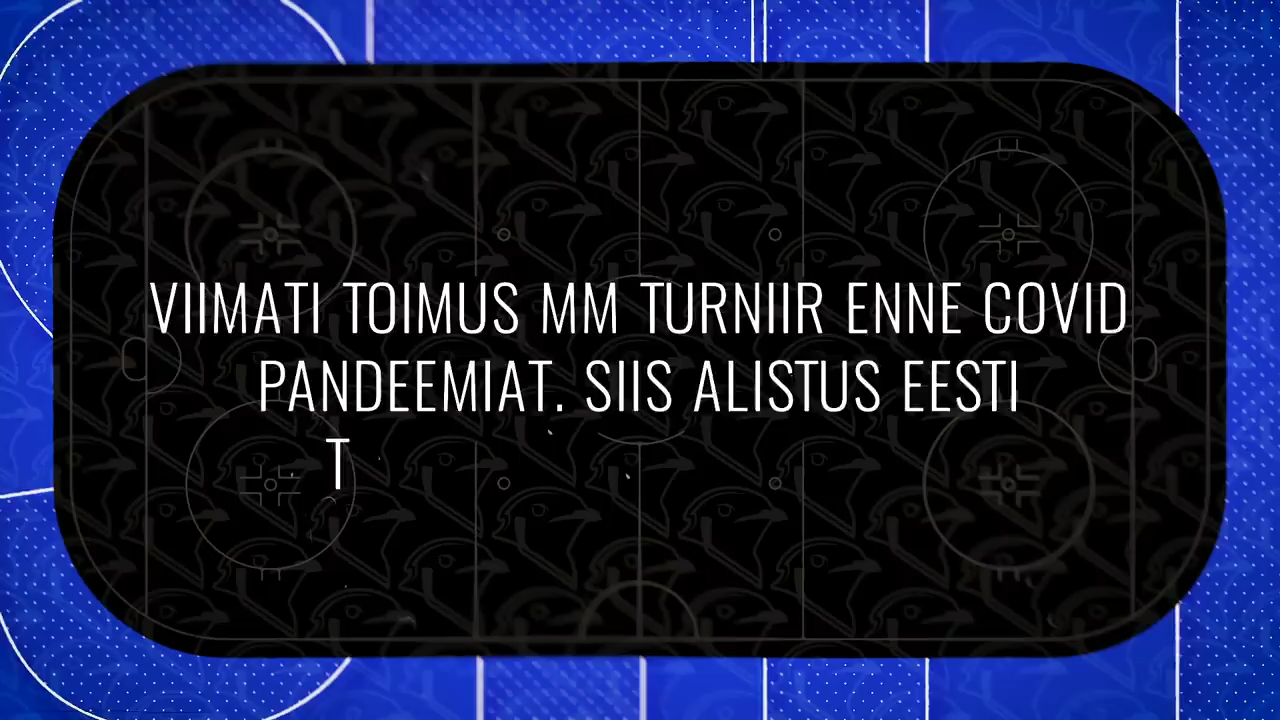 VIIMATI TOIMUS MM TURNIIR ENNE COVID
PANDEEMIAT. SIIS ALISTUS EESTI
T